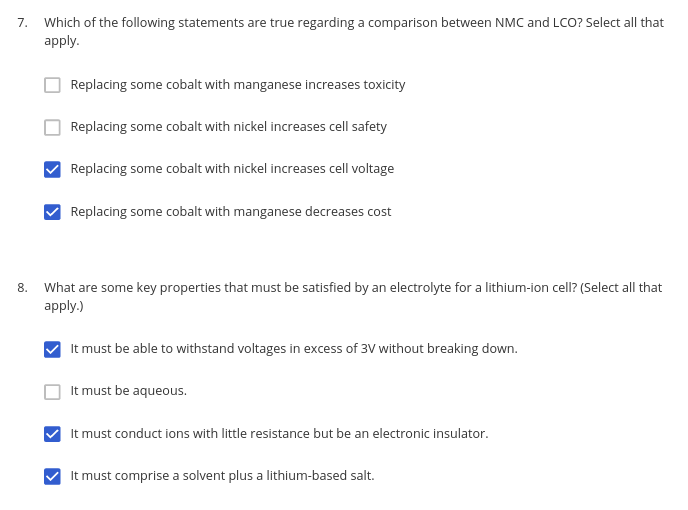 7. Which of the following statements are true regarding a comparison between NMC and LCO? Select all that
apply.
Replacing some cobalt with manganese increases toxicity
Replacing some cobalt with nickel increases cell safety
Replacing some cobalt with nickel increases cell voltage
Replacing some cobalt with manganese decreases cost
8. What are some key properties that must be satisfied by an electrolyte for a lithium-ion cell? (Select all that
apply.)
It must be able to withstand voltages in excess of 3V without breaking down.
It must be aqueous.
It must conduct ions with little resistance but be an electronic insulator.
It must comprise a solvent plus a lithium-based salt.